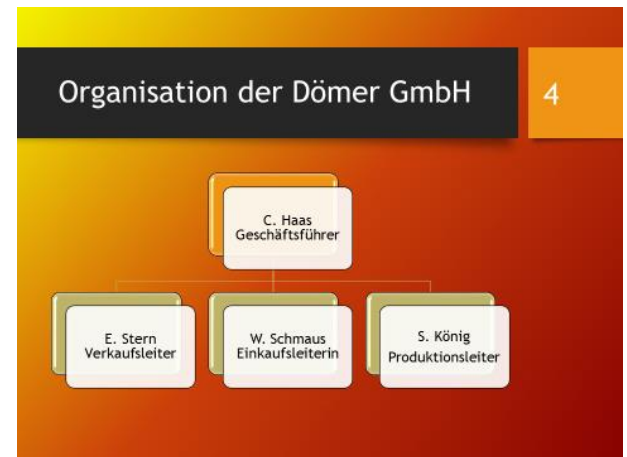 Organisation der Dömer GmbH
4
C. Haas
Geschäftsführer
E. Stern
Verkaufsleiter
W. Schmaus
Einkaufsleiterin
S. König
Produktionsleiter